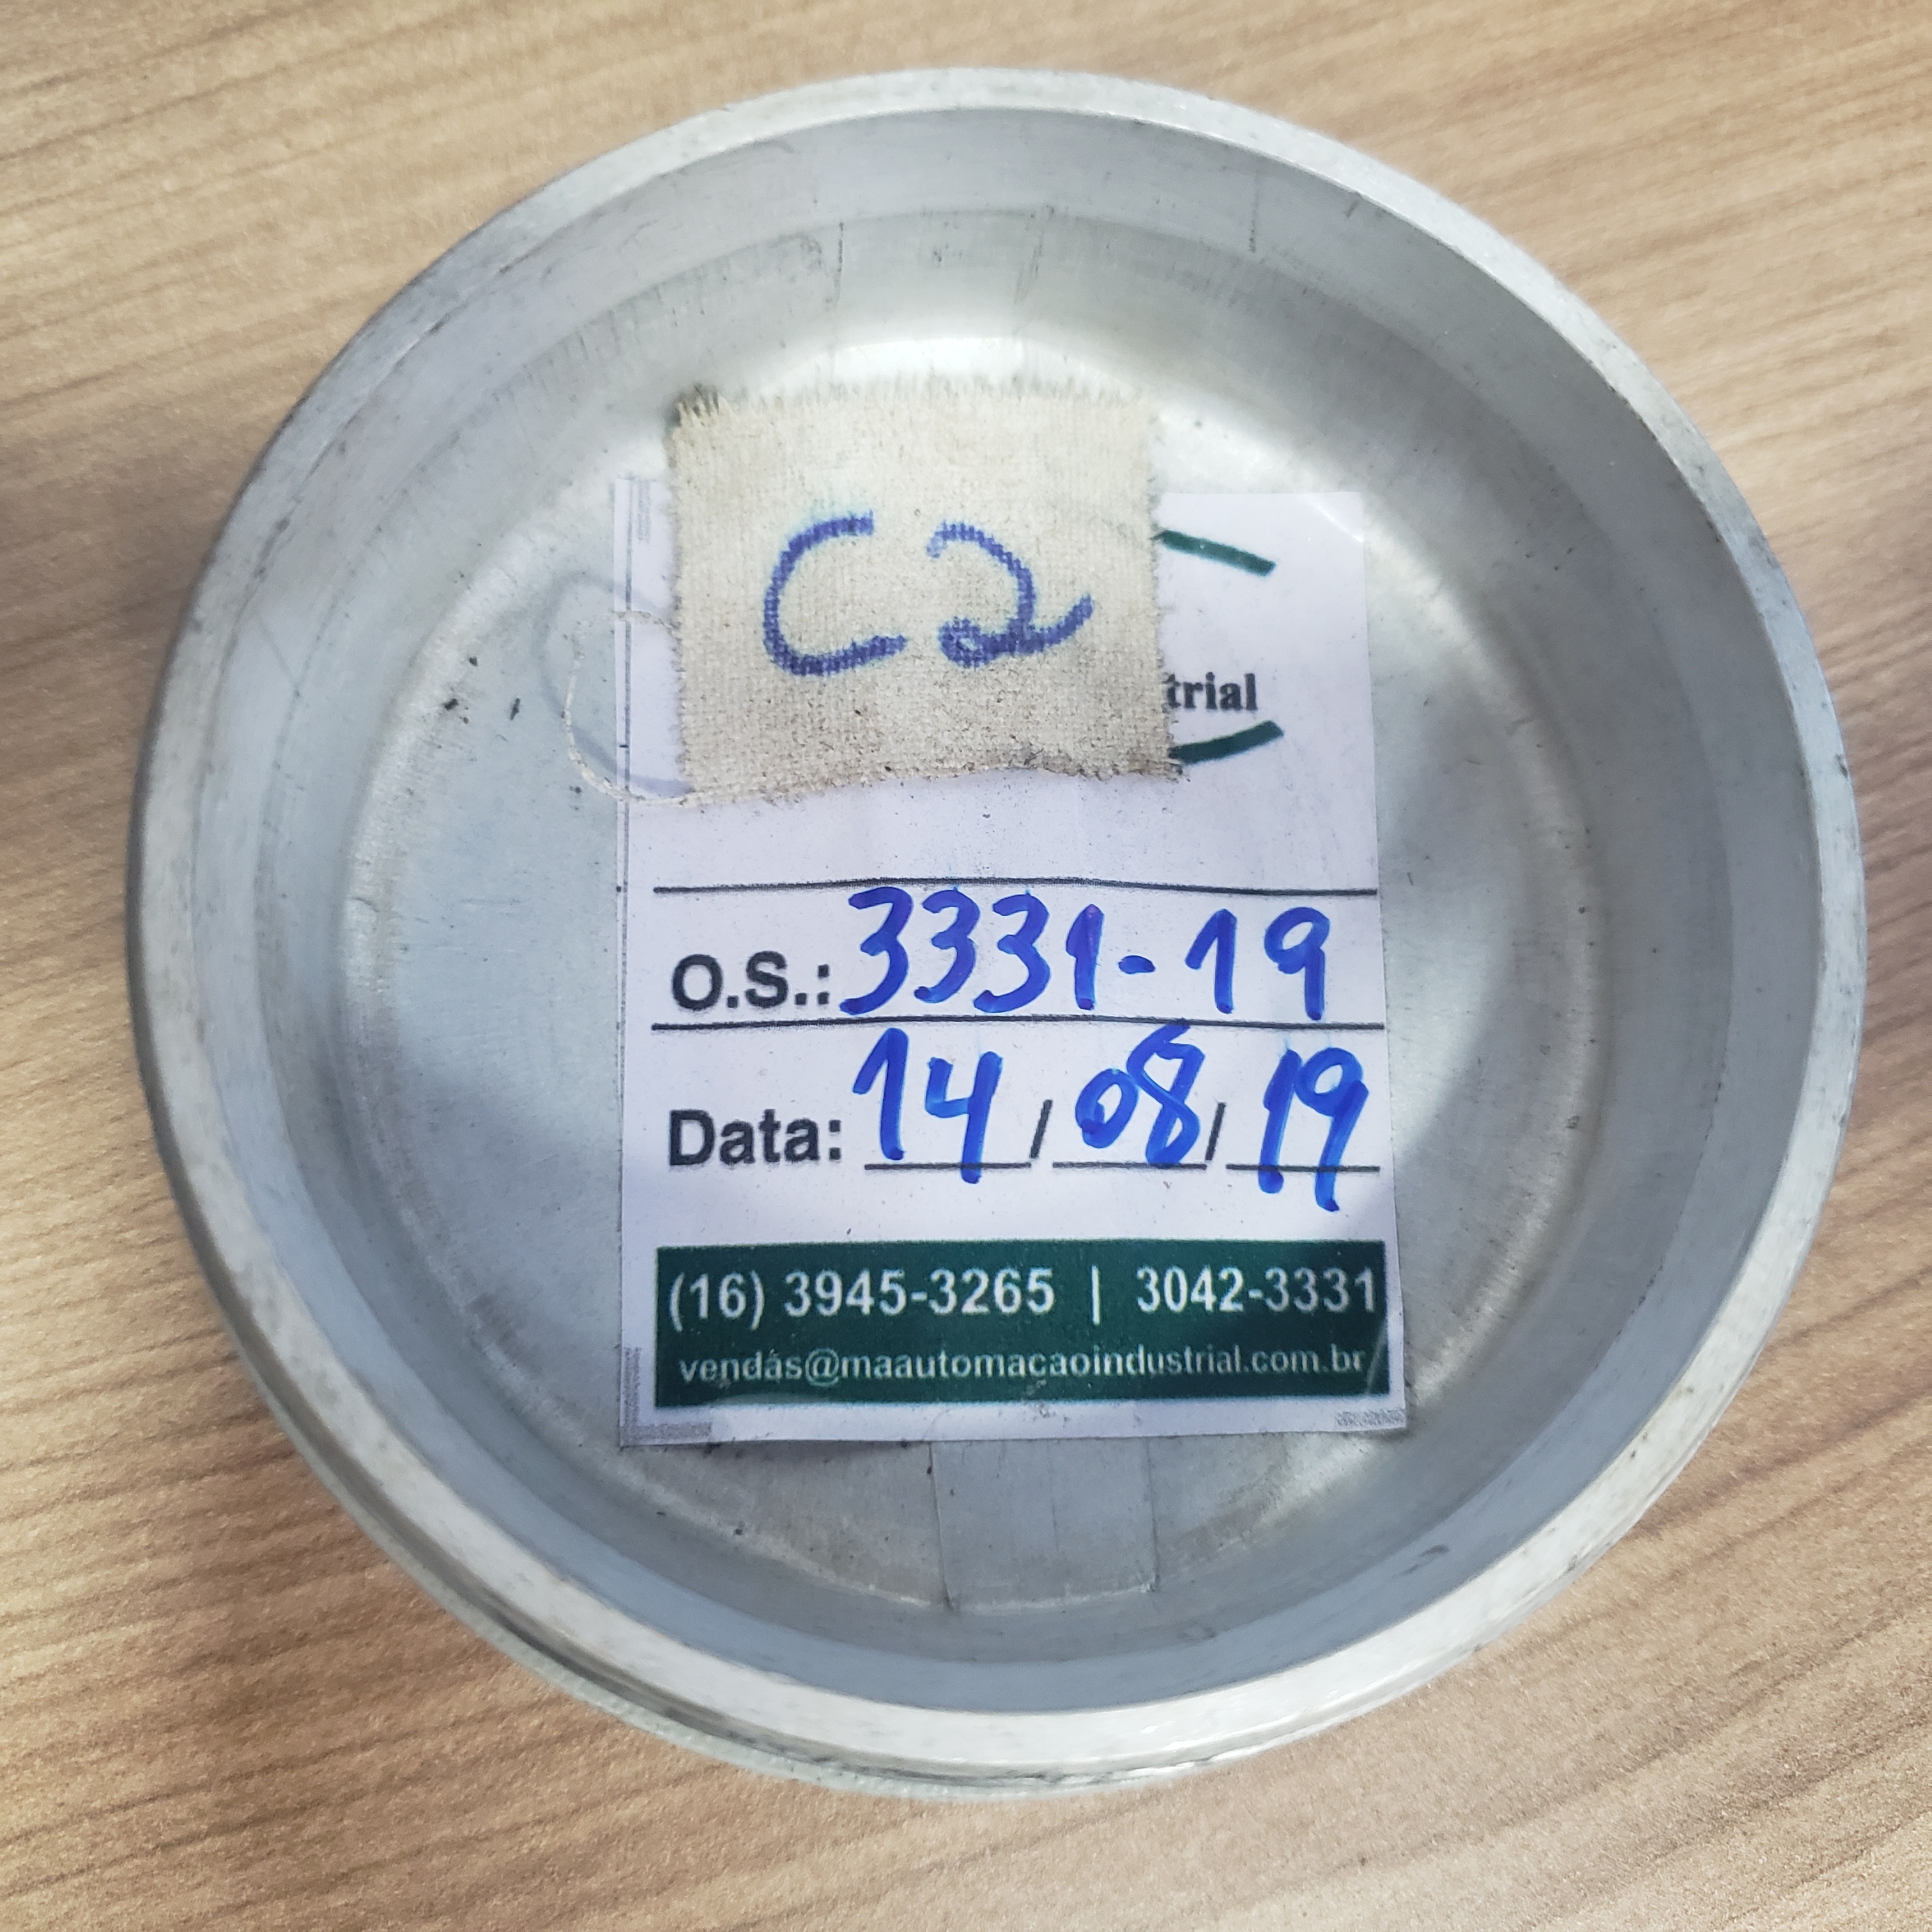 C2
trial
O.S.: 3331-19
Data: 14/08/19
(16) 3945-3265 | 3042-3331
vendas@maautomacaoindustrial.com.br